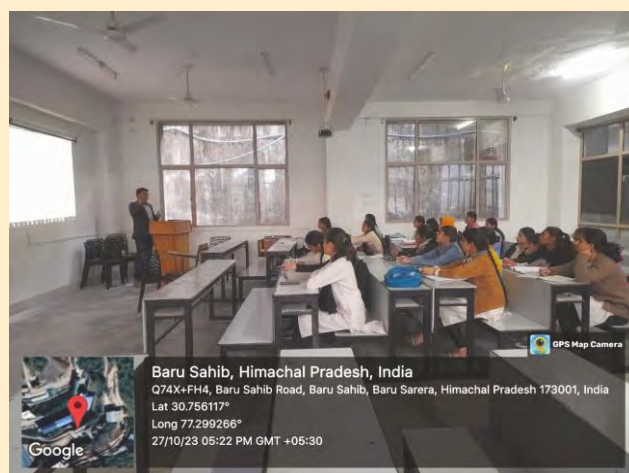 GPS Map Camera
Baru Sahib, Himachal Pradesh, India
Q74X+FH4, Baru Sahib Road, Baru Sahib, Baru Sarera, Himachal Pradesh 173001, India
Lat 30.756117°
Long 77.299266°
27/10/23 05:22 PM GMT +05:30
Google